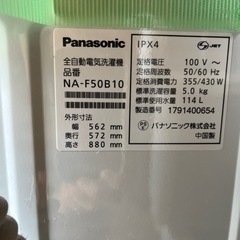 Panasonic
全自動電気洗濯機
品番
NA-F50B10
外形寸法
幅 562 mm
奥行 572 mm
高さ 880 mm
IPX4
JET
定格電圧 100 V～
定格周波数 50/60 Hz
定格消費電力 355/430 W
標準洗濯容量 5.0 kg
標準使用水量 114 L
製造番号 1791400654
パナソニック株式会社
中国製